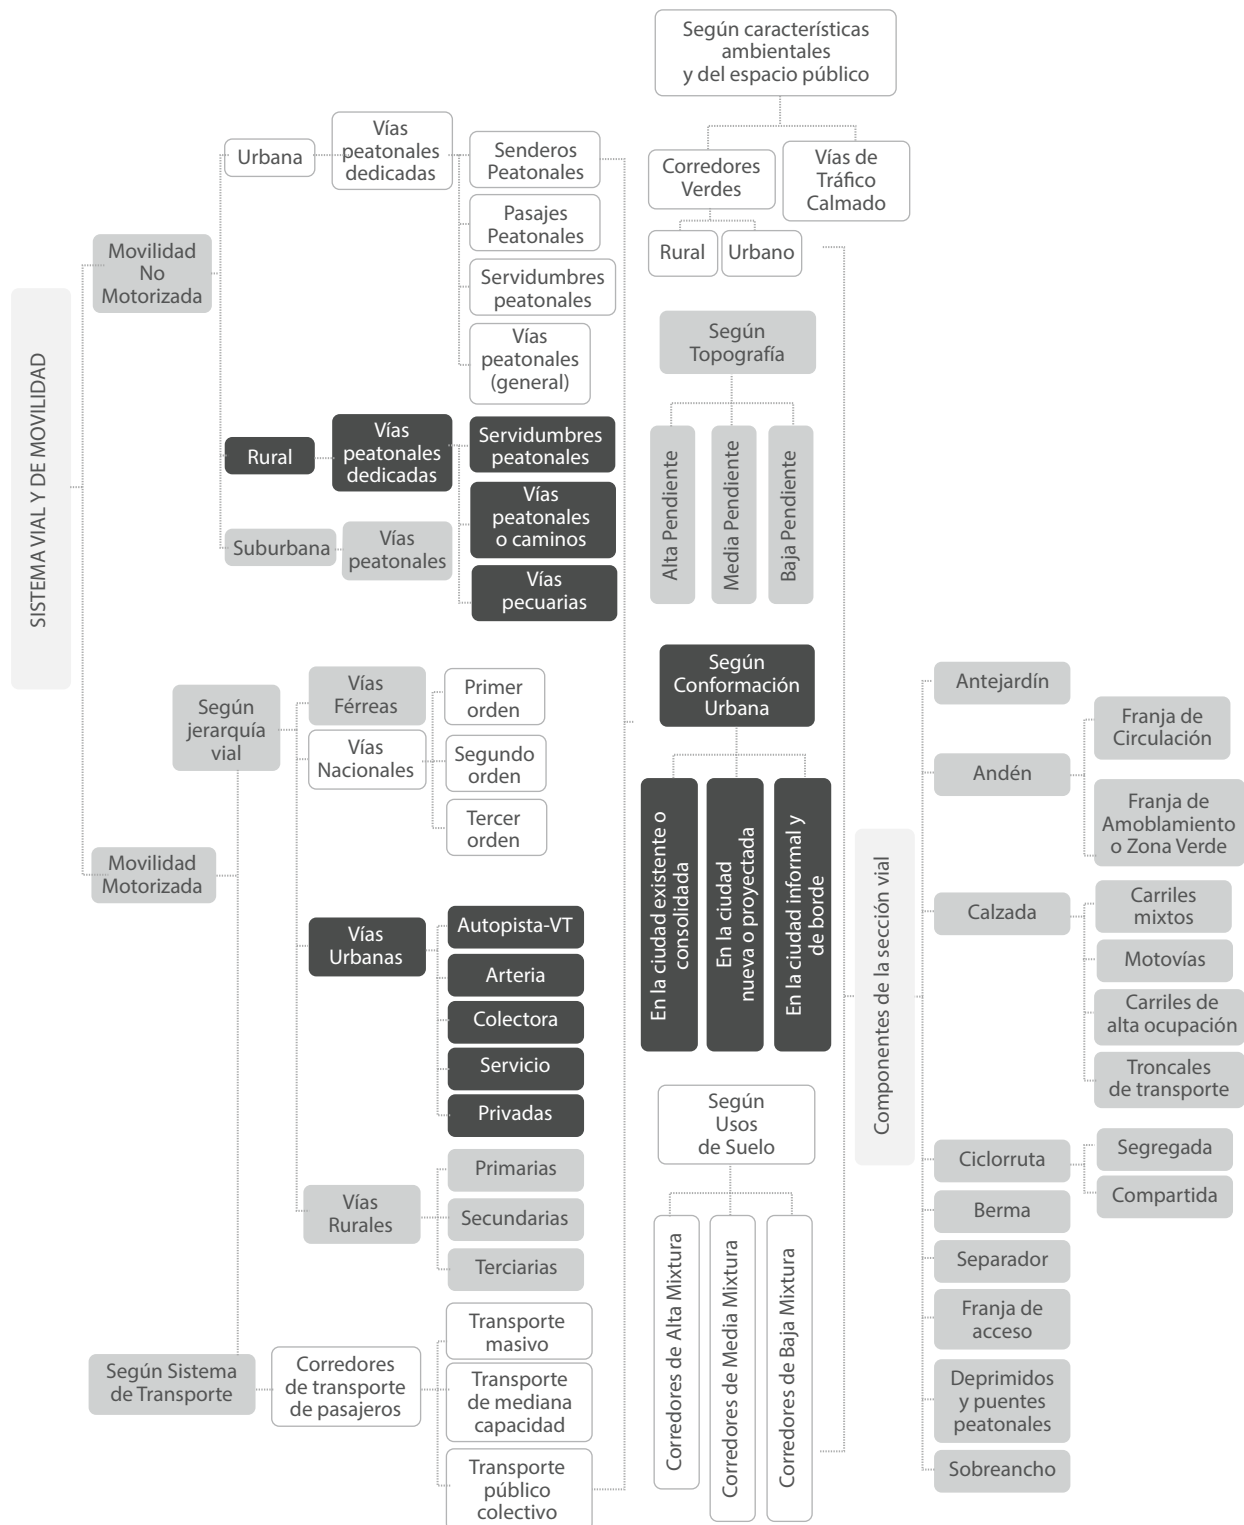 SISTEMA VIAL Y DE MOVILIDAD
Movilidad
No
Motorizada
Urbana
Vías
peatonales
dedicadas
Senderos
Peatonales
Pasajes
Peatonales
Servidumbres
peatonales
Vías
peatonales
(general)
Rural
Vías
peatonales
dedicadas
Servidumbres
peatonales
Vías
peatonales
o caminos
Vías
pecuarias
Suburbana
Vías
peatonales
Movilidad
Motorizada
Según
jerarquía
vial
Vías
Férreas
Vías
Nacionales
Primer
orden
Segundo
orden
Tercer
orden
Vías
Urbanas
Autopista-VT
Arteria
Colectora
Servicio
Privadas
Vías
Rurales
Primarias
Secundarias
Terciarias
Según Sistema
de Transporte
Corredores
de transporte
de pasajeros
Transporte
masivo
Transporte
de mediana
capacidad
Transporte
público
colectivo
Según características
ambientales
y del espacio público
Corredores
Verdes
Vías de
Tráfico
Calmado
Rural
Urbano
Según
Topografía
Alta Pendiente
Media Pendiente
Baja Pendiente
Según
Conformación
Urbana
En la ciudad existente o
consolidada
En la ciudad
nueva o proyectada
En la ciudad informal y
de borde
Según
Usos
de Suelo
Corredores de Alta Mixtura
Corredores de Media Mixtura
Corredores de Baja Mixtura
Componentes de la sección vial
Antejardín
Andén
Franja de
Circulación
Franja de
Amoblamiento
o Zona Verde
Calzada
Carriles
mixtos
Motovías
Carriles de
alta ocupación
Troncales
de transporte
Ciclorruta
Segregada
Compartida
Berma
Separador
Franja de
acceso
Deprimidos
y puentes
peatonales
Sobreancho